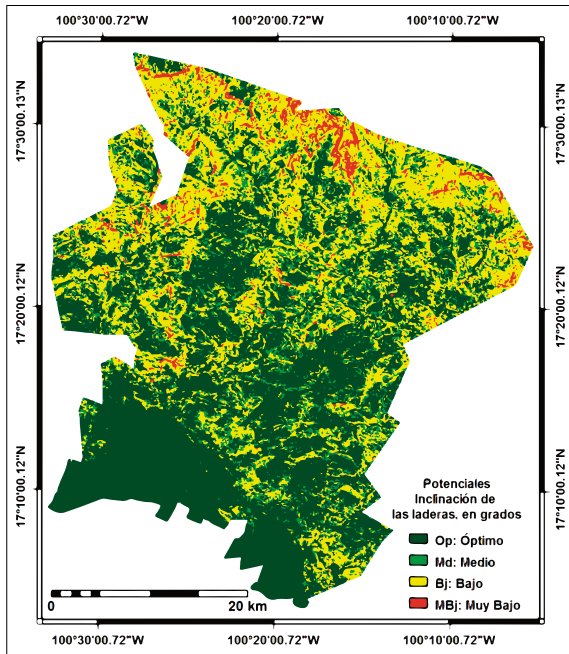 100°30'00.72"W 100°20'00.72"W 100°10'00.72"W
17°30'00.13"N 17°30'00.13"N
17°20'00.12"N 17°20'00.12"N
17°10'00.12"N 17°10'00.12"N
Potenciales
Inclinación de
las laderas, en grados
Op: Óptimo
Md: Medio
Bj: Bajo
MBj: Muy Bajo
0 20 km
100°30'00.72"W 100°20'00.72"W 100°10'00.72"W